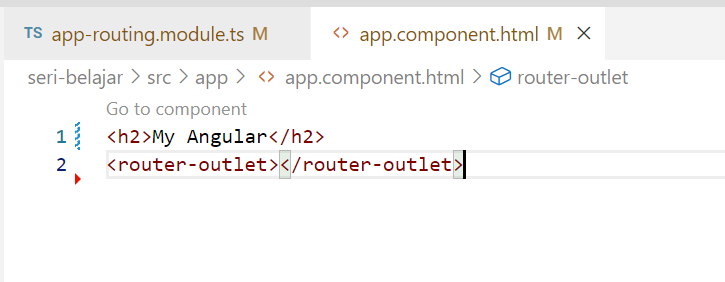 TS app-routing.module.ts M <> app.component.html M ×
seri-belajar > src > app > <> app.component.html > router-outlet
Go to component
1 <h2>My Angular</h2>
2 <router-outlet></router-outlet>